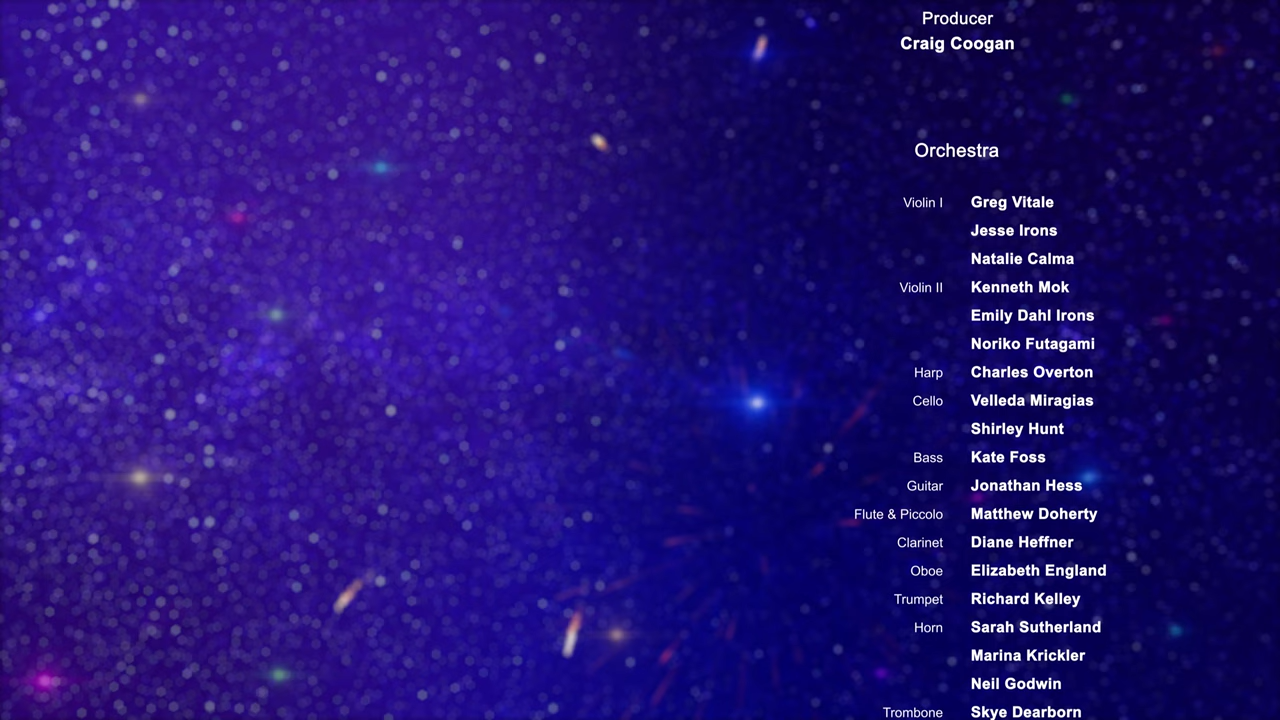 Producer
Craig Coogan
Orchestra
Violin I Greg Vitale
Jesse Irons
Natalie Calma
Violin II Kenneth Mok
Emily Dahl Irons
Noriko Futagami
Harp Charles Overton
Cello Velleda Miragias
Shirley Hunt
Bass Kate Foss
Guitar Jonathan Hess
Flute & Piccolo Matthew Doherty
Clarinet Diane Heffner
Oboe Elizabeth England
Trumpet Richard Kelley
Horn Sarah Sutherland
Marina Krickler
Neil Godwin
Trombone Skye Dearborn